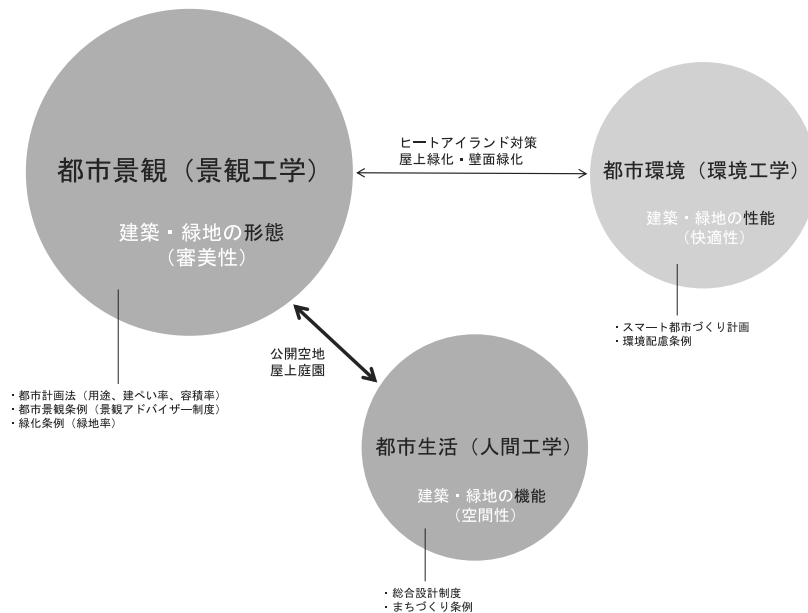 都市景観（景観工学）
建築・緑地の形態
（審美性）
ヒートアイランド対策
屋上緑化・壁面緑化
都市環境（環境工学）
建築・緑地の性能
（快適性）
・スマート都市づくり計画
・環境配慮条例
公開空地
屋上庭園
・都市計画法（用途、建ぺい率、容積率）
・都市景観条例（景観アドバイザー制度）
・緑化条例（緑地率）
都市生活（人間工学）
建築・緑地の機能
（空間性）
・総合設計制度
・まちづくり条例